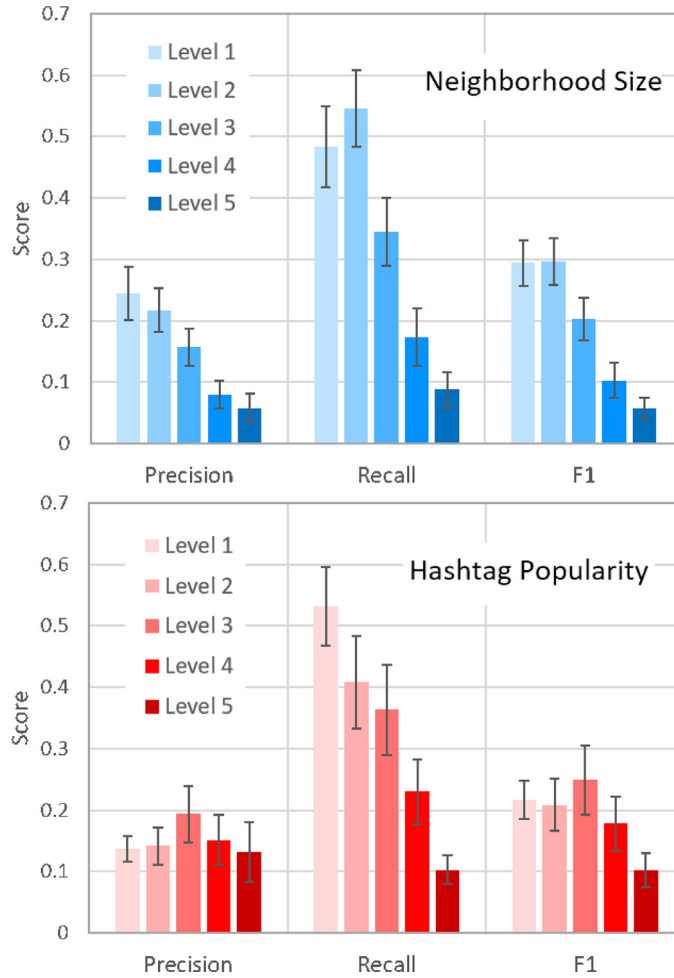 0.7
0.6
0.5
0.4
0.3
0.2
0.1
0
Score
Level 1
Level 2
Level 3
Level 4
Level 5
Neighborhood Size
Precision
Recall
F1
0.7
0.6
0.5
0.4
0.3
0.2
0.1
0
Score
Level 1
Level 2
Level 3
Level 4
Level 5
Hashtag Popularity
Precision
Recall
F1